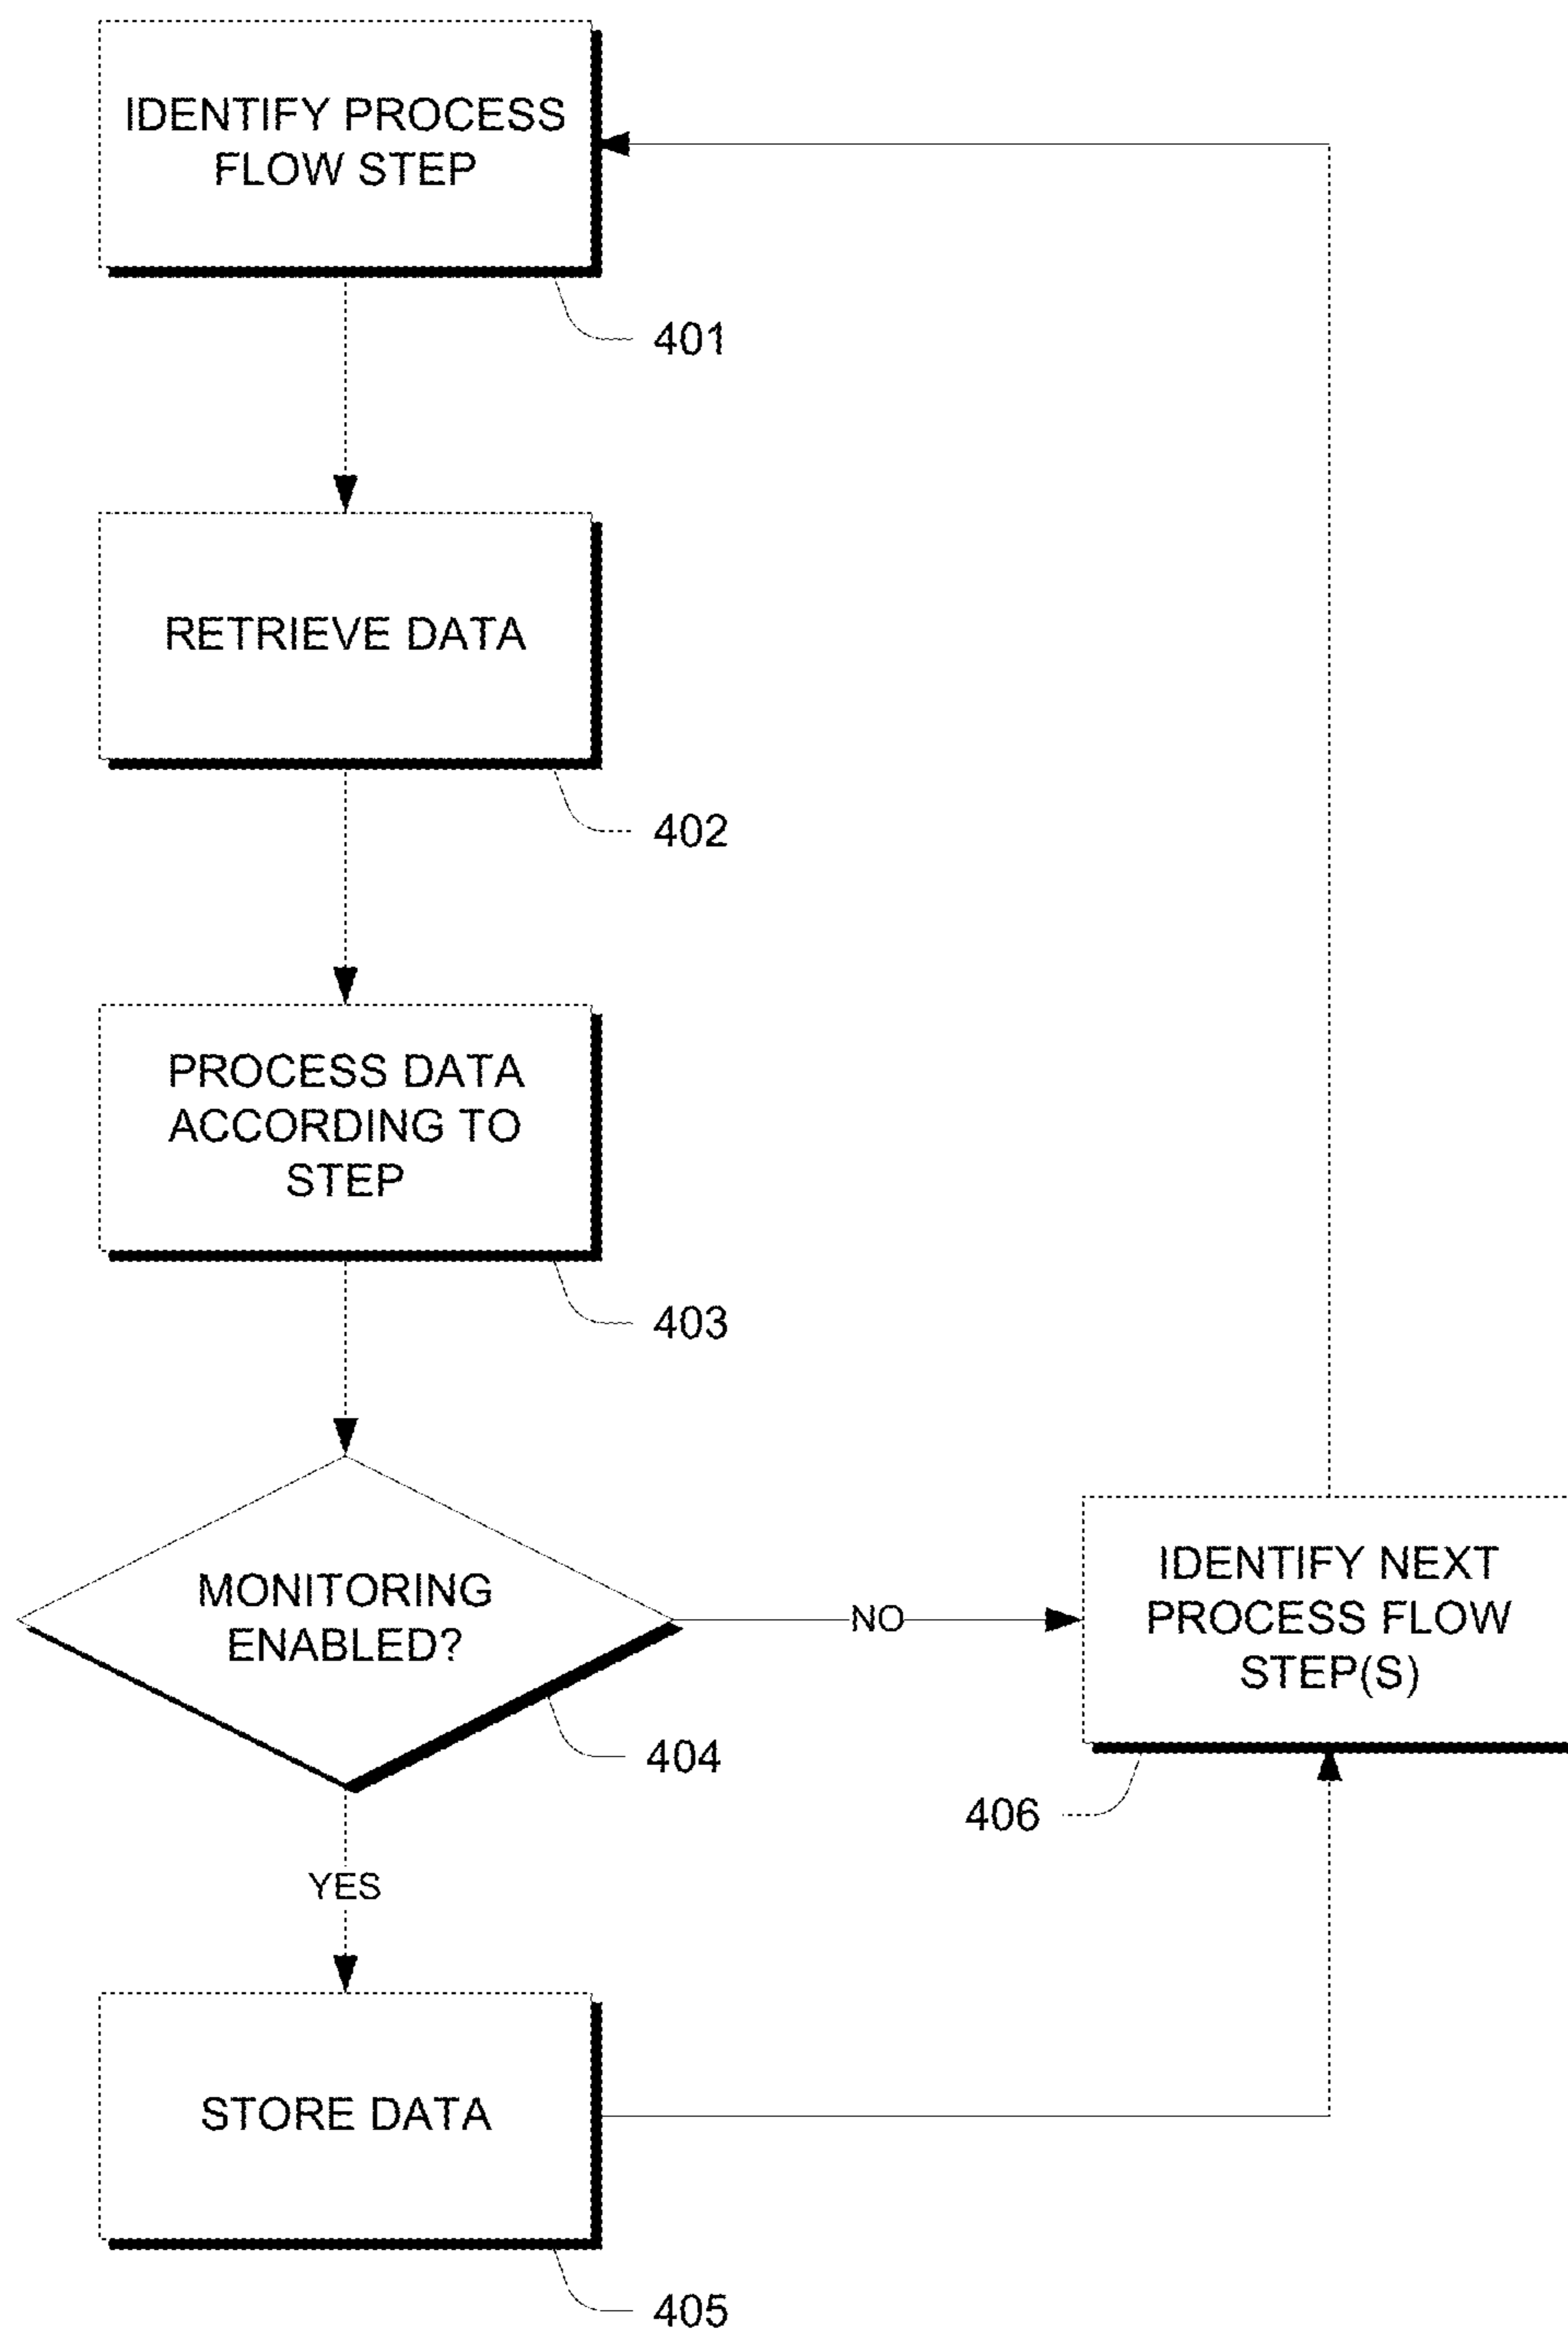 IDENTIFY PROCESS
FLOW STEP
401
RETRIEVE DATA
402
PROCESS DATA
ACCORDING TO
STEP
403
MONITORING
ENABLED?
NO
404
IDENTIFY NEXT
PROCESS FLOW
STEP(S)
406
YES
STORE DATA
405